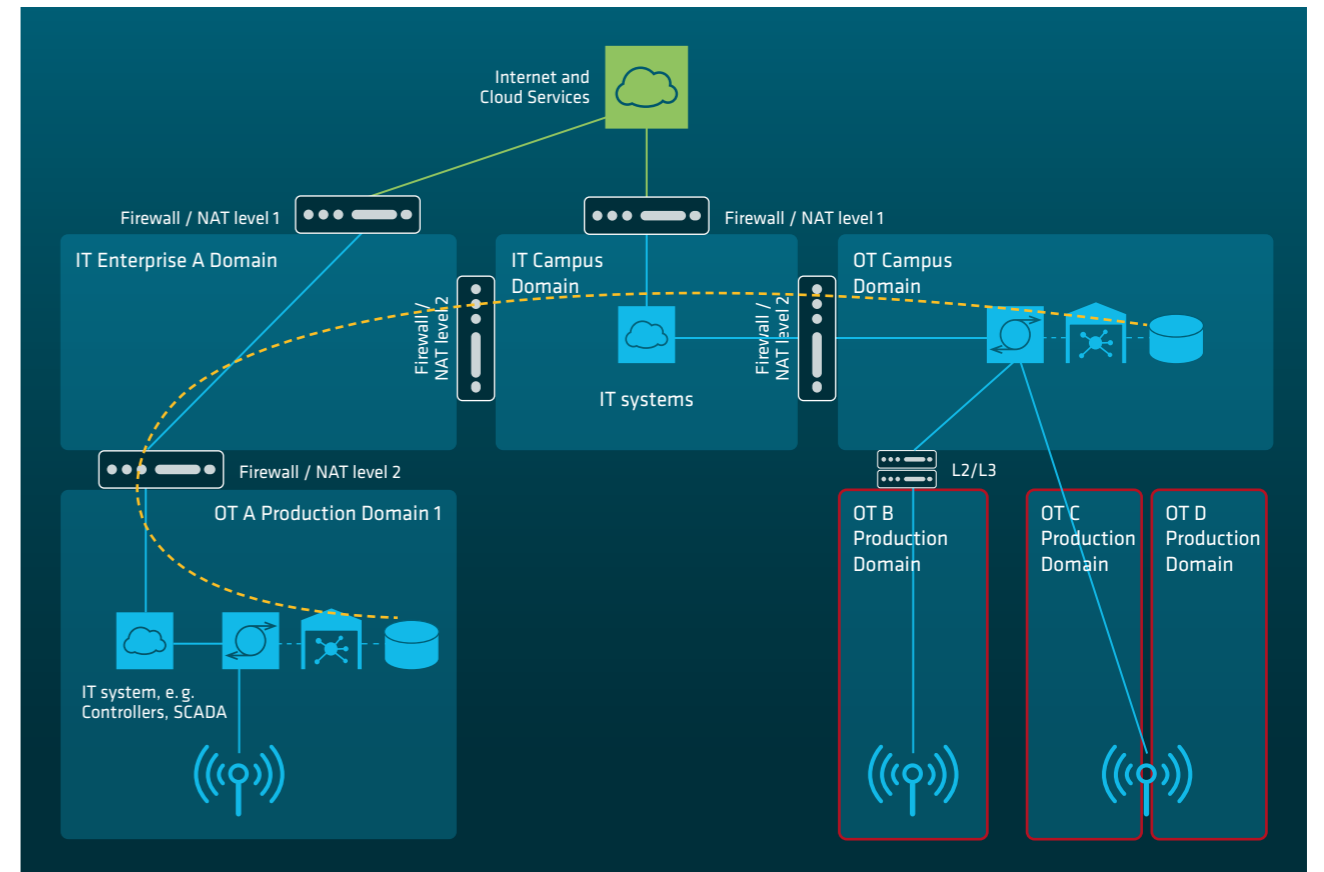 Internet and
Cloud Services
Firewall / NAT level 1
Firewall / NAT level 1
IT Enterprise A Domain
Firewall /
NAT level 2
IT Campus
Domain
IT systems
Firewall /
NAT level 2
OT Campus
Domain
Firewall / NAT level 2
L2/L3
OT A Production Domain 1
IT system, e. g.
Controllers, SCADA
OT B
Production
Domain
OT C
Production
Domain
OT D
Production
Domain